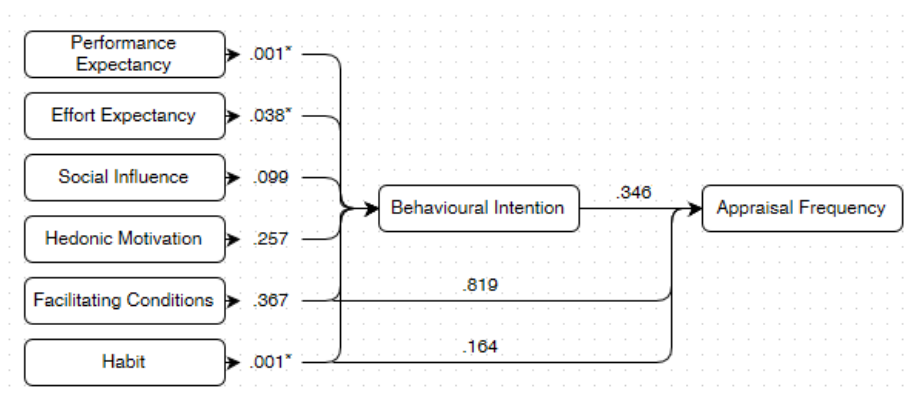 Performance
Expectancy
.001*
Effort Expectancy
.038*
Social Influence
.099
.346
Behavioural Intention
Appraisal Frequency
Hedonic Motivation
.257
.819
Facilitating Conditions
.367
.164
Habit
.001*